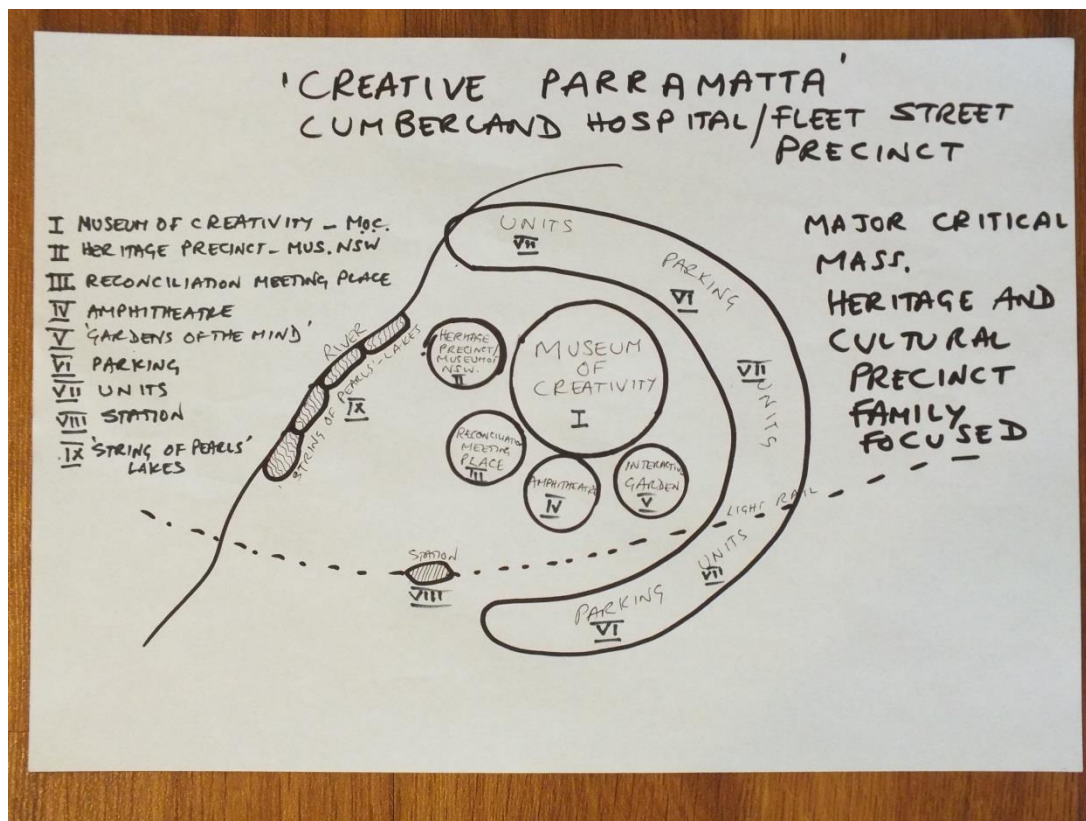 'CREATIVE PARRAMATTA'
CUMBERLAND HOSPITAL/FLEET STREET
PRECINCT
I MUSEUM OF CREATIVITY - MOC.
II HERITAGE PRECINCT - MUS. NSW
III RECONCILIATION MEETING PLACE
IV AMPHITHEATRE
V 'GARDENS OF THE MIND'
VI PARKING
VII UNITS
VIII STATION
IX 'STRING OF PEARLS'
LAKES
UNITS
VII
PARKING
VI
VII
UNITS
RIVER
'STRING OF PEARLS'-LAKES
IX
HERITAGE
PRECINCT/
MUSEUM OF
NSW.
II
MUSEUM
OF
CREATIVITY
I
RECONCILIATION
MEETING
PLACE
III
AMPHITHEATRE
IV
INTERACTIVE
GARDEN
V
LIGHT RAIL
STATION
VIII
UNITS
VII
PARKING
VI
MAJOR CRITICAL
MASS.
HERITAGE AND
CULTURAL
PRECINCT
FAMILY
FOCUSED